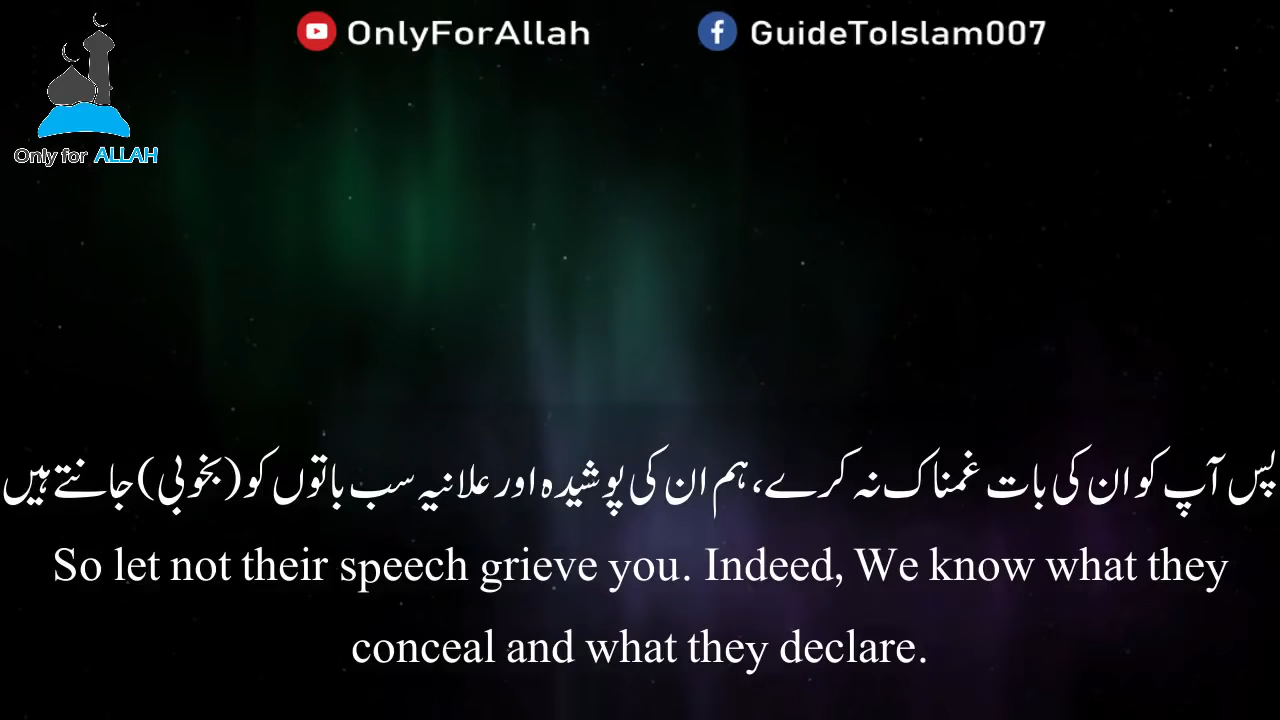 OnlyForAllah GuideToIslam007
Only for ALLAH
پس آپ کو ان کی بات غمناک نہ کرے، ہم ان کی پوشیدہ اور علانیہ سب باتوں کو (بخوبی) جانتے ہیں
So let not their speech grieve you. Indeed, We know what they
conceal and what they declare.